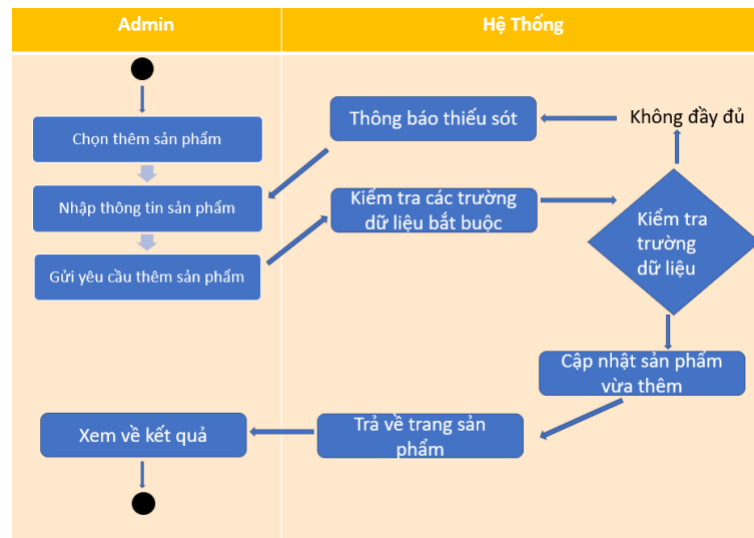 Admin
Hệ Thống
Chọn thêm sản phẩm
Thông báo thiếu sót
Không đầy đủ
Nhập thông tin sản phẩm
Kiểm tra các trường
dữ liệu bắt buộc
Kiểm tra
trường
dữ liệu
Gửi yêu cầu thêm sản phẩm
Cập nhật sản phẩm
vừa thêm
Trả về trang sản
phẩm
Xem về kết quả